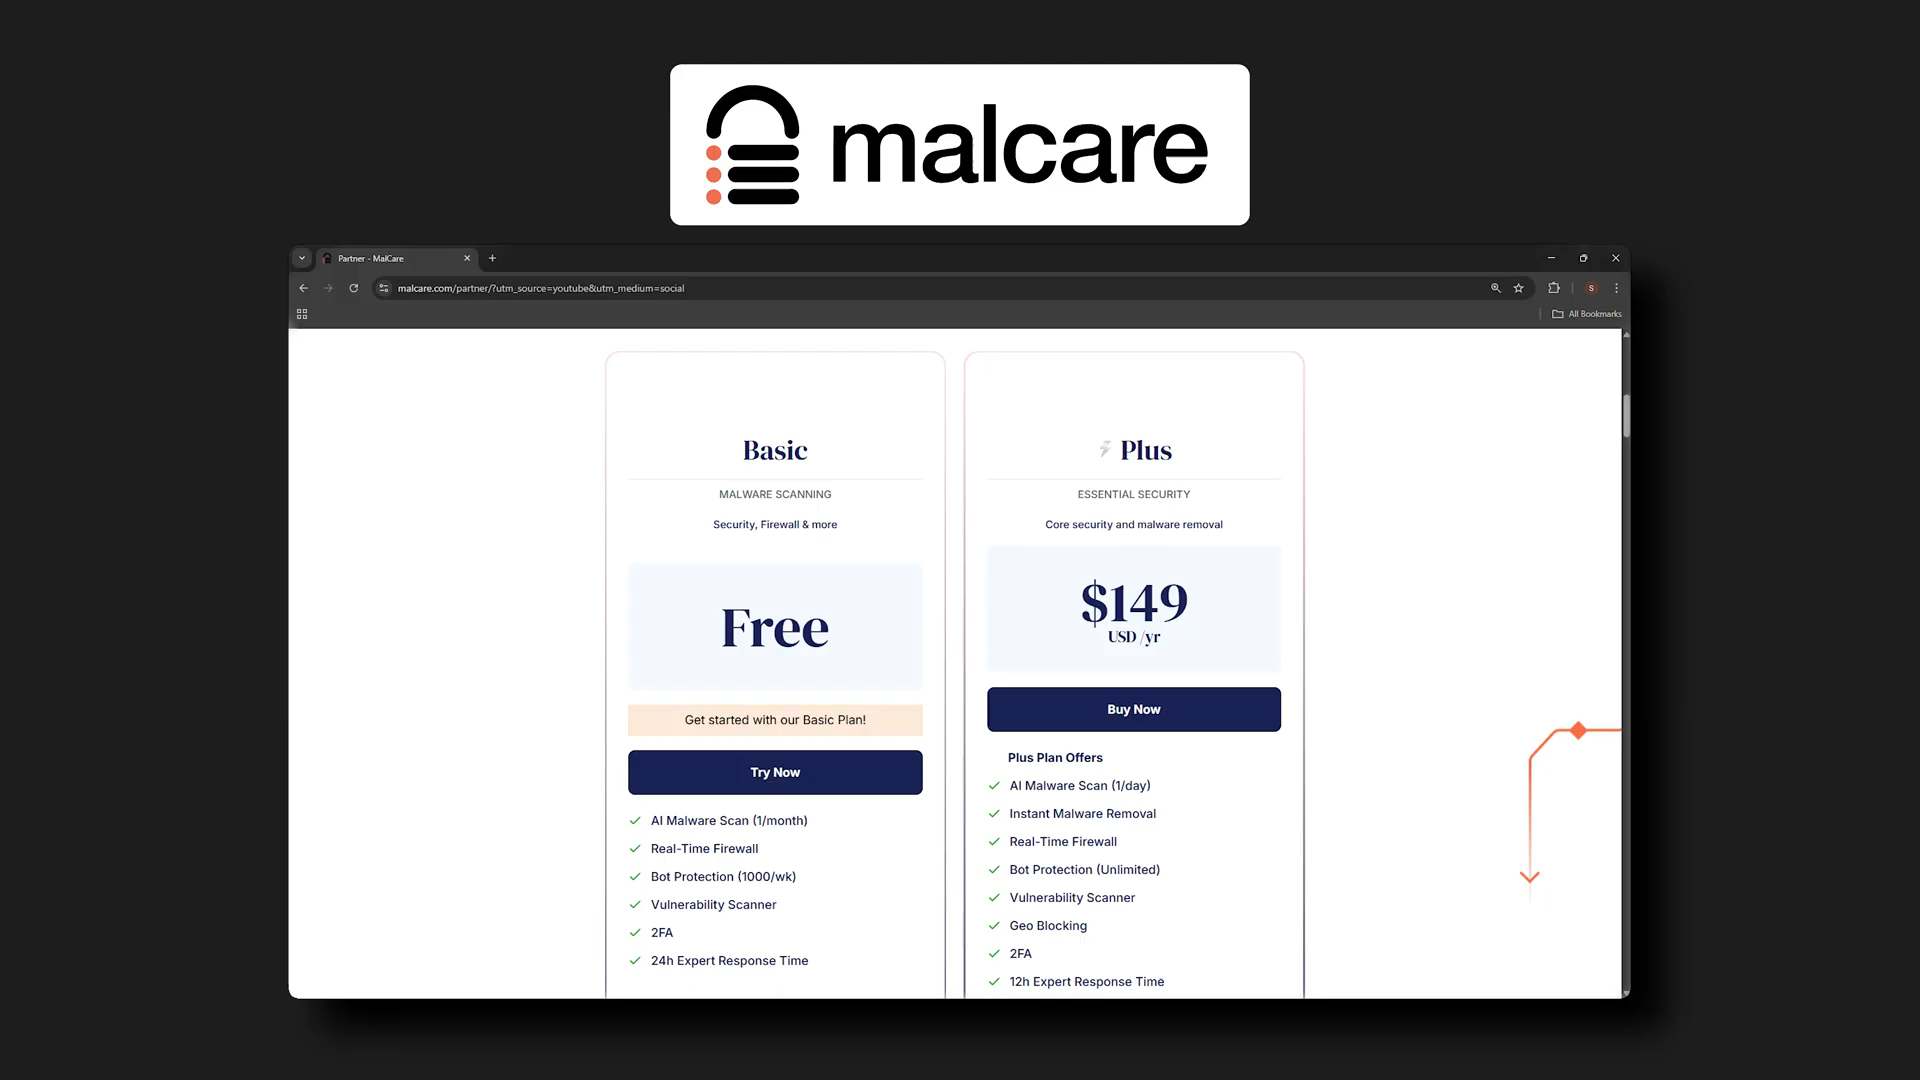 malcare
Partner - MalCare
malcare.com/partner/?utm_source=youtube&utm_medium=social
S
All Bookmarks
Basic
MALWARE SCANNING
Security, Firewall & more
Free
Get started with our Basic Plan!
Try Now
AI Malware Scan (1/month)
Real-Time Firewall
Bot Protection (1000/wk)
Vulnerability Scanner
2FA
24h Expert Response Time
Plus
ESSENTIAL SECURITY
Core security and malware removal
$149
USD /yr
Buy Now
Plus Plan Offers
AI Malware Scan (1/day)
Instant Malware Removal
Real-Time Firewall
Bot Protection (Unlimited)
Vulnerability Scanner
Geo Blocking
2FA
12h Expert Response Time